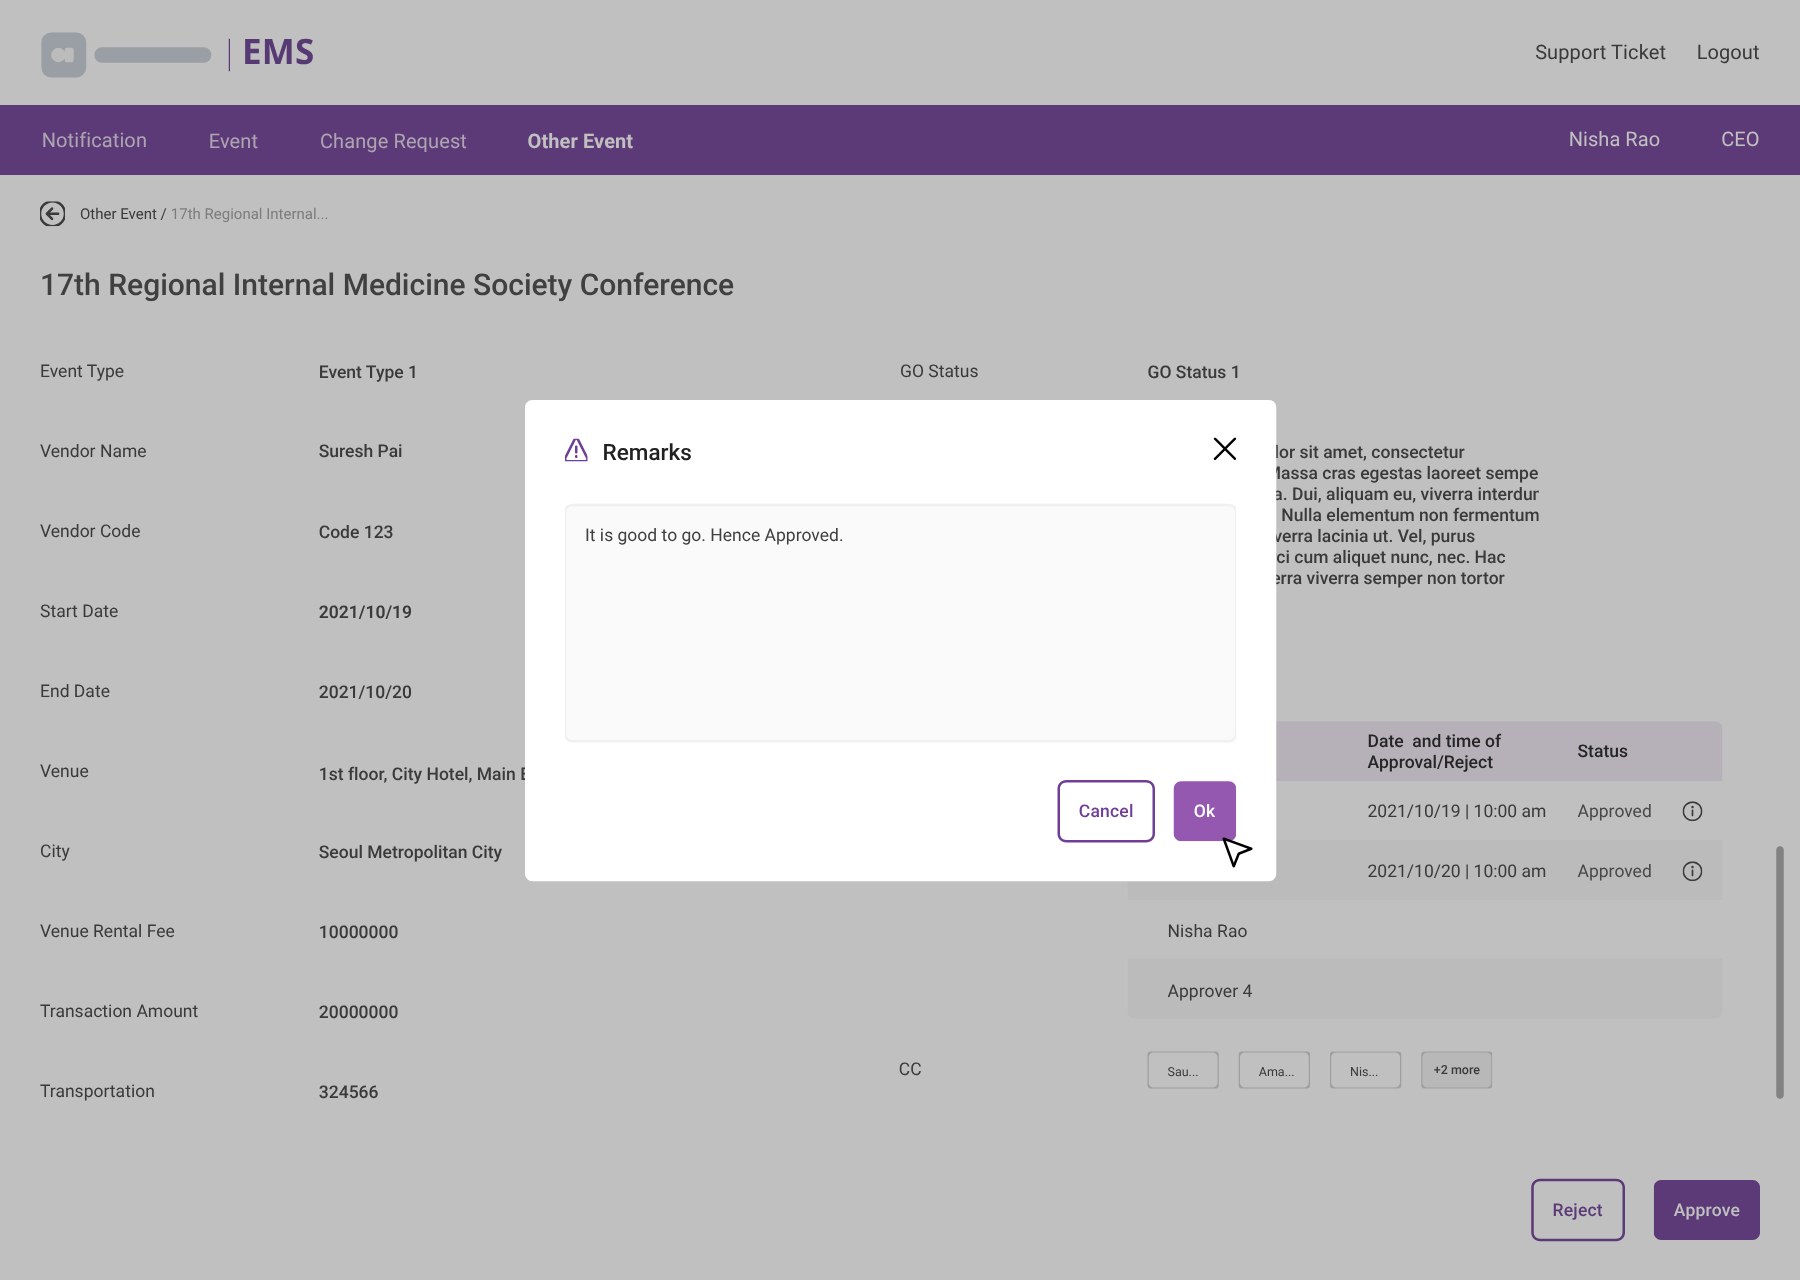 EMS
Support Ticket
Logout
Notification
Event
Change Request
Other Event
Nisha Rao
CEO
Other Event / 17th Regional Internal...
17th Regional Internal Medicine Society Conference
Event Type
Event Type 1
GO Status
GO Status 1
Vendor Name
Suresh Pai
Vendor Code
Code 123
Start Date
2021/10/19
End Date
2021/10/20
Venue
1st floor, City Hotel, Main
City
Seoul Metropolitan City
Venue Rental Fee
10000000
Transaction Amount
20000000
Transportation
324566
Remarks
It is good to go. Hence Approved.
Cancel
Ok
sit amet, consectetur
cras egestas laoreet sempe
Dui, aliquam eu, viverra interdur
Nulla elementum non fermentum
lacinia ut. Vel, purus
cum aliquet nunc, nec. Hac
viverra semper non tortor
Date and time of
Approval/Reject
Status
2021/10/19 | 10:00 am
Approved
2021/10/20 | 10:00 am
Approved
Nisha Rao
Approver 4
CC
Sau...
Ama...
Nis...
+2 more
Reject
Approve